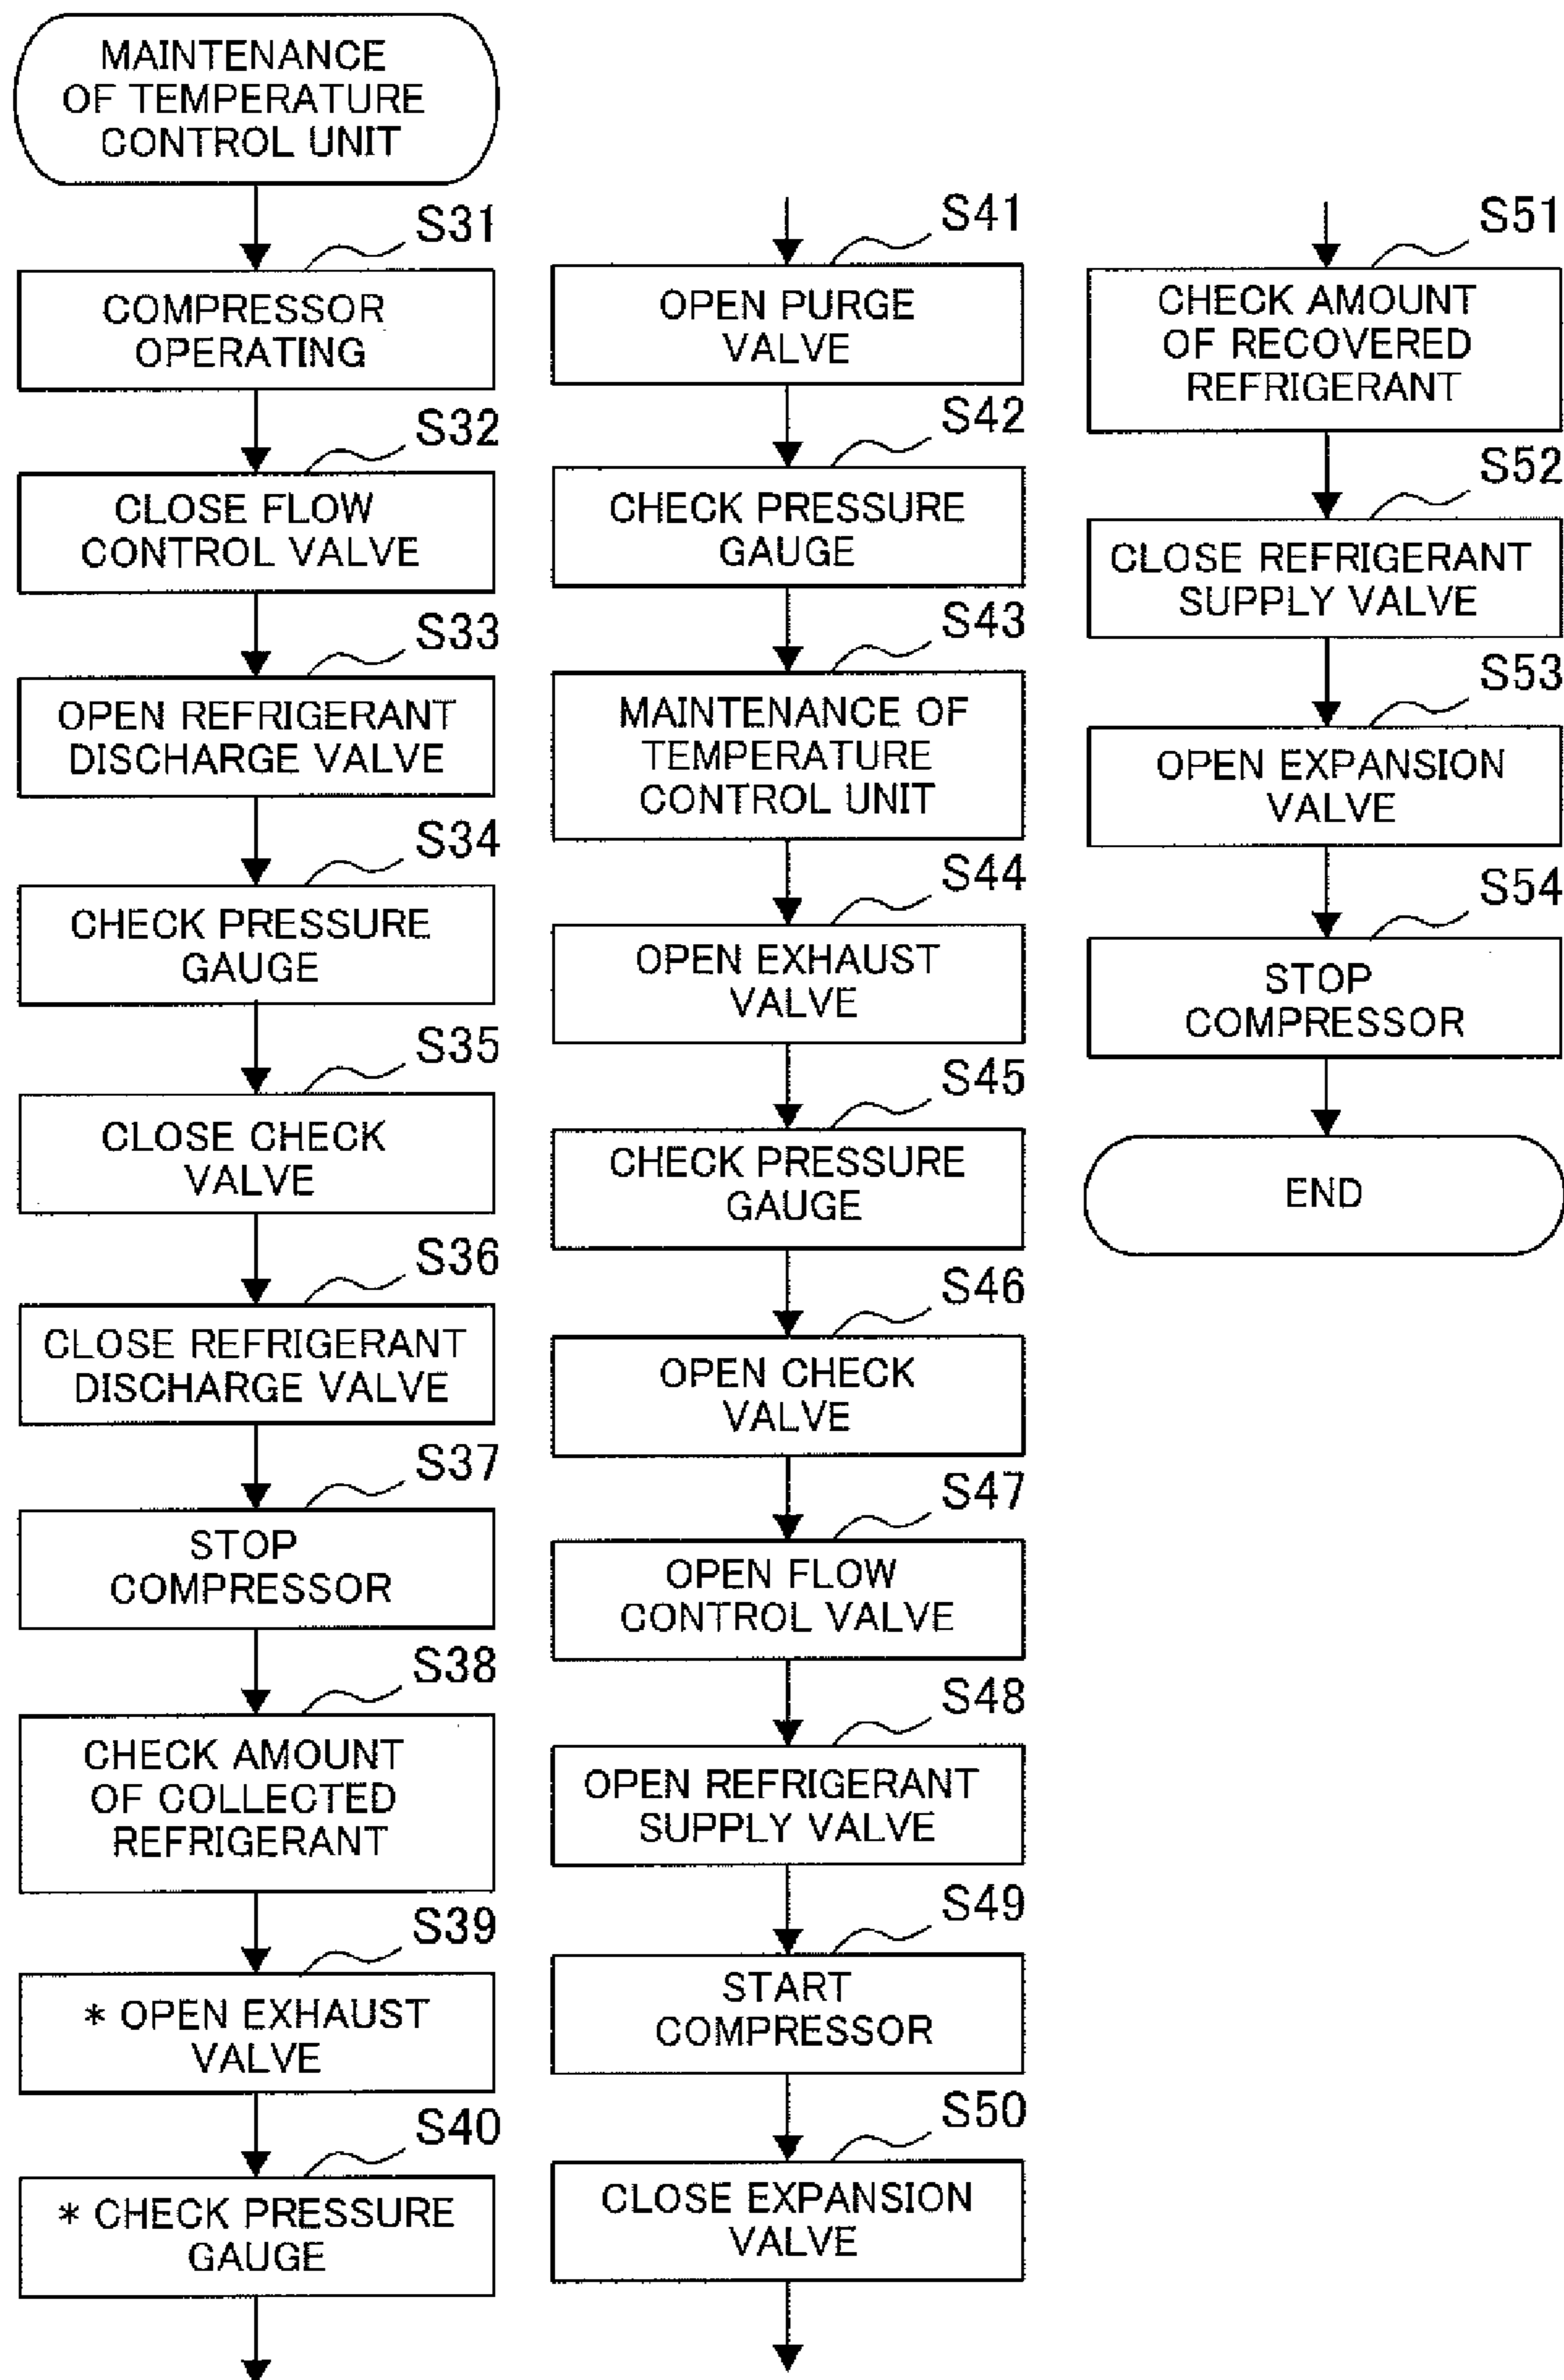 MAINTENANCE
OF TEMPERATURE
CONTROL UNIT
S31
COMPRESSOR
OPERATING
S32
CLOSE FLOW
CONTROL VALVE
S33
OPEN REFRIGERANT
DISCHARGE VALVE
S34
CHECK PRESSURE
GAUGE
S35
CLOSE CHECK
VALVE
S36
CLOSE REFRIGERANT
DISCHARGE VALVE
S37
STOP
COMPRESSOR
S38
CHECK AMOUNT
OF COLLECTED
REFRIGERANT
S39
* OPEN EXHAUST
VALVE
S40
* CHECK PRESSURE
GAUGE
S41
OPEN PURGE
VALVE
S42
CHECK PRESSURE
GAUGE
S43
MAINTENANCE OF
TEMPERATURE
CONTROL UNIT
S44
OPEN EXHAUST
VALVE
S45
CHECK PRESSURE
GAUGE
S46
OPEN CHECK
VALVE
S47
OPEN FLOW
CONTROL VALVE
S48
OPEN REFRIGERANT
SUPPLY VALVE
S49
START
COMPRESSOR
S50
CLOSE EXPANSION
VALVE
S51
CHECK AMOUNT
OF RECOVERED
REFRIGERANT
S52
CLOSE REFRIGERANT
SUPPLY VALVE
S53
OPEN EXPANSION
VALVE
S54
STOP
COMPRESSOR
END